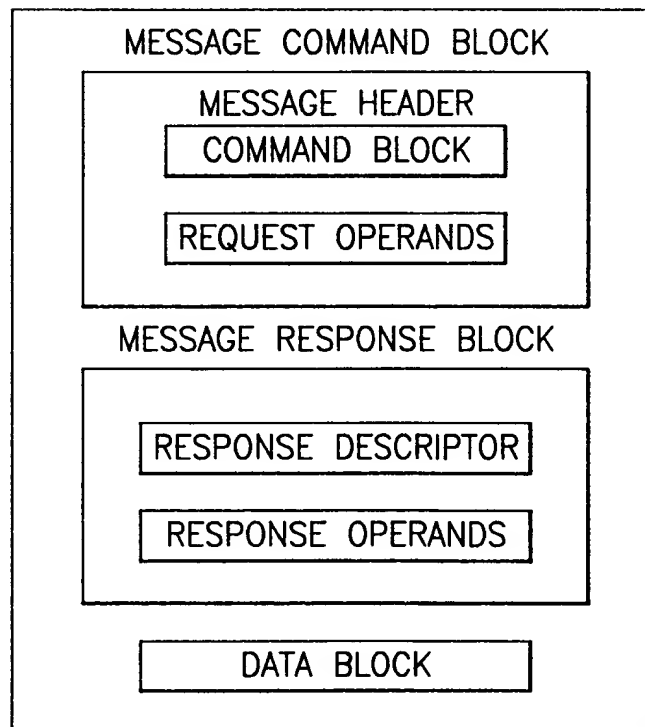 MESSAGE COMMAND BLOCK
MESSAGE HEADER
COMMAND BLOCK
REQUEST OPERANDS
MESSAGE RESPONSE BLOCK
RESPONSE DESCRIPTOR
RESPONSE OPERANDS
DATA BLOCK